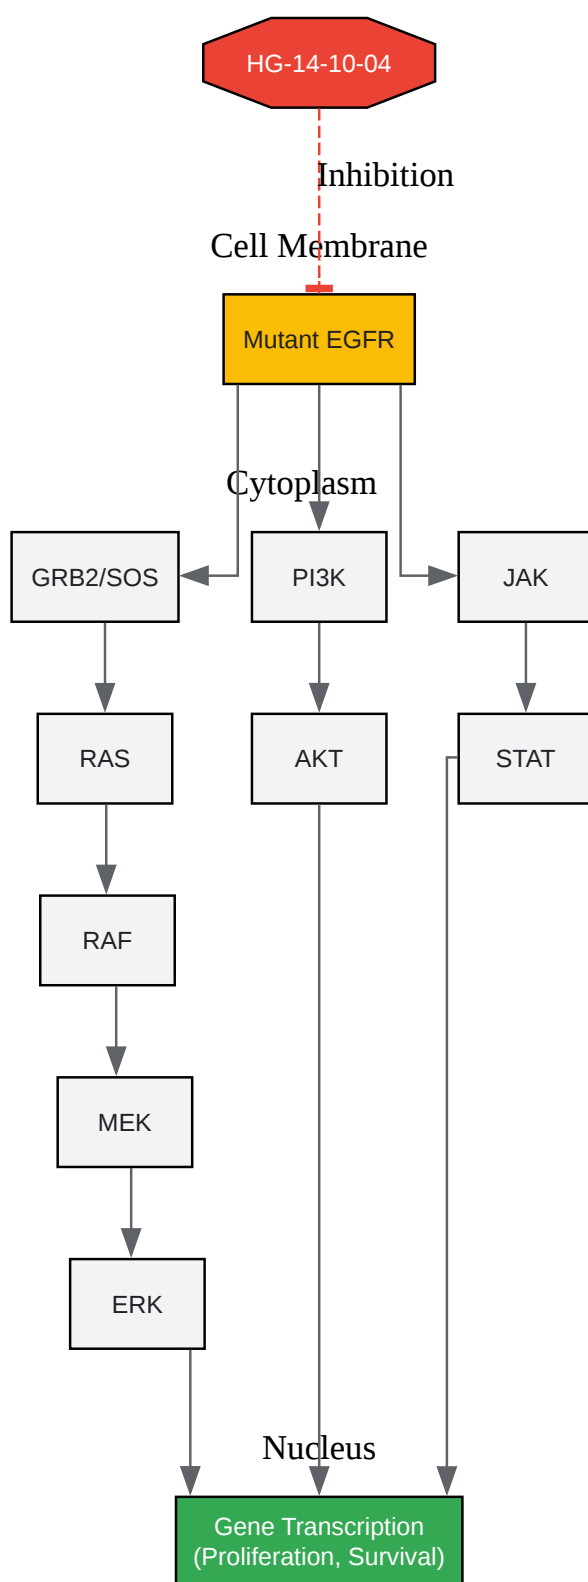 HG-14-10-04
Inhibition
Cell Membrane
Mutant EGFR
Cytoplasm
GRB2/SOS
PI3K
JAK
RAS
AKT
STAT
RAF
MEK
ERK
Nucleus
Gene Transcription
(Proliferation, Survival)